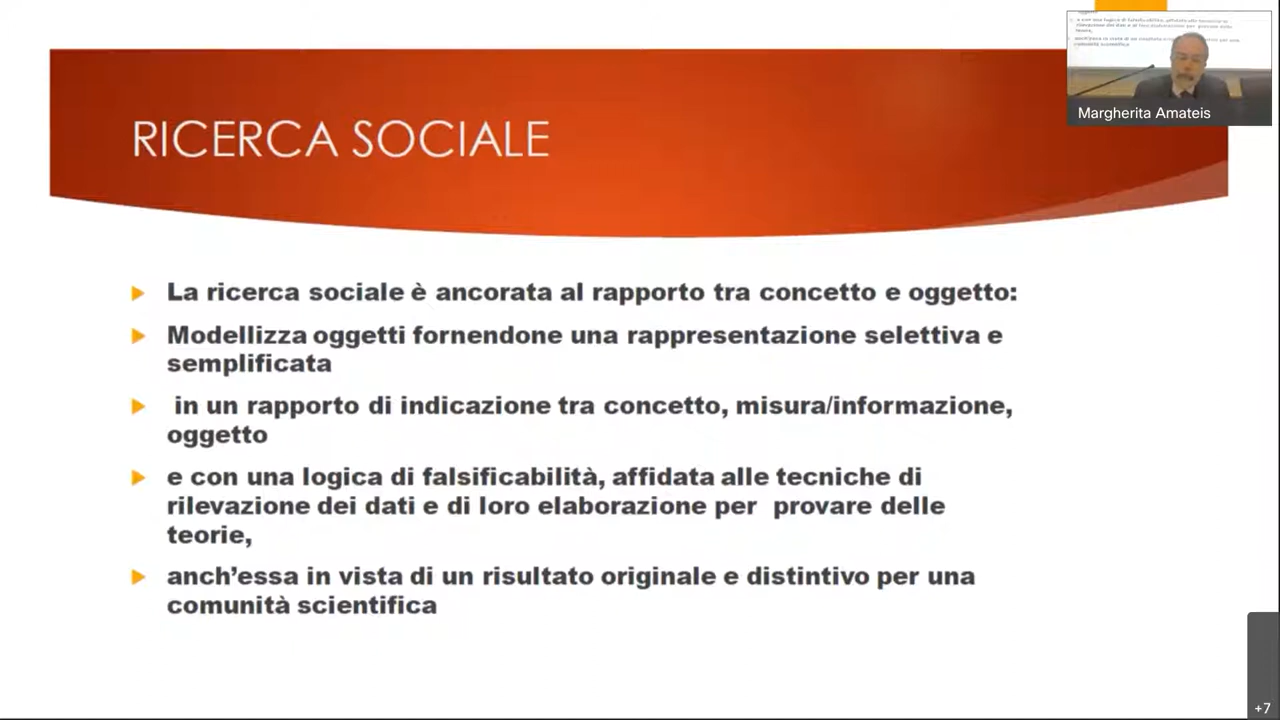 RICERCA SOCIALE
Margherita Amateis
La ricerca sociale è ancorata al rapporto tra concetto e oggetto:
Modellizza oggetti fornendone una rappresentazione selettiva e
semplificata
in un rapporto di indicazione tra concetto, misura/informazione,
oggetto
e con una logica di falsificabilità, affidata alle tecniche di
rilevazione dei dati e di loro elaborazione per provare delle
teorie,
anch’essa in vista di un risultato originale e distintivo per una
comunità scientifica
+7